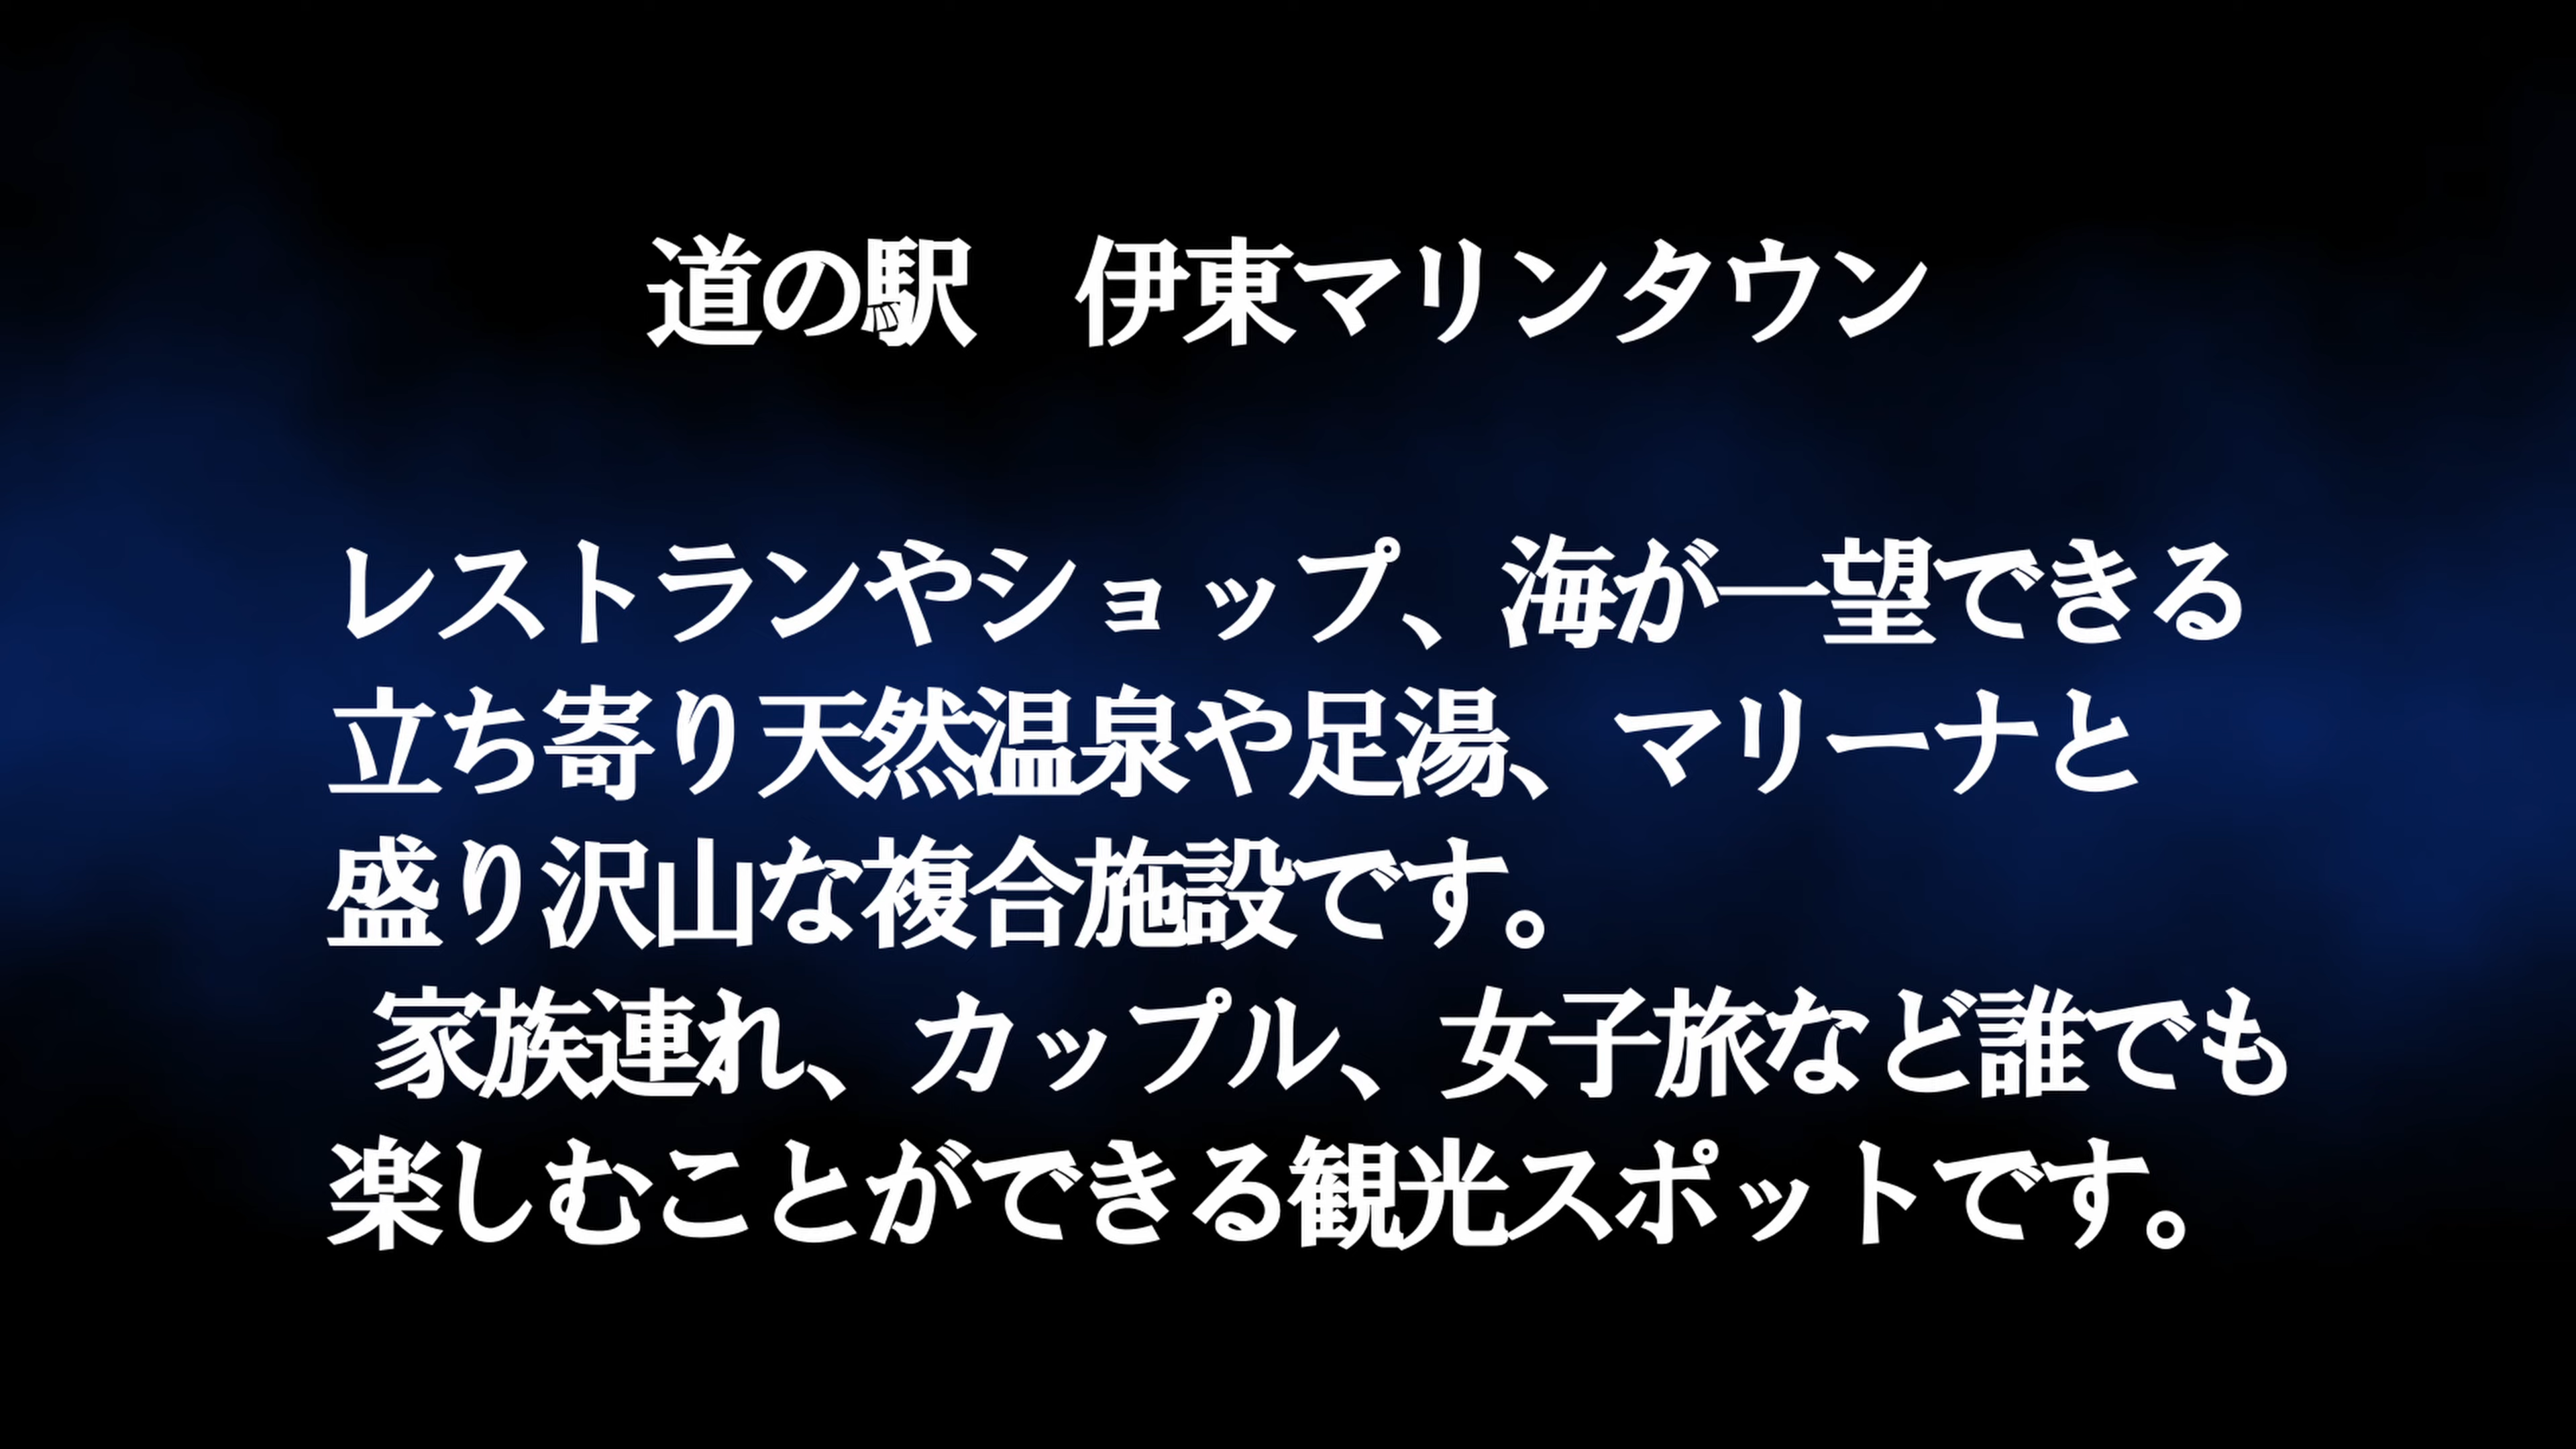 道の駅　伊東マリンタウン
レストランやショップ、海が一望できる
立ち寄り天然温泉や足湯、マリーナと
盛り沢山な複合施設です。
家族連れ、カップル、女子旅など誰でも
楽しむことができる観光スポットです。